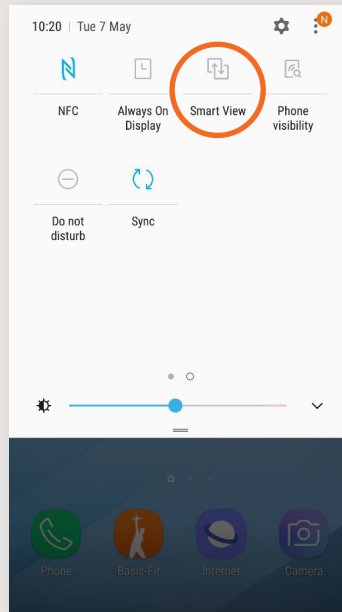 10:20 | Tue 7 May
N
NFC
Always On
Display
Smart View
Phone
visibility
Do not
disturb
Sync
Phone
Basic-Fit
Internet
Camera